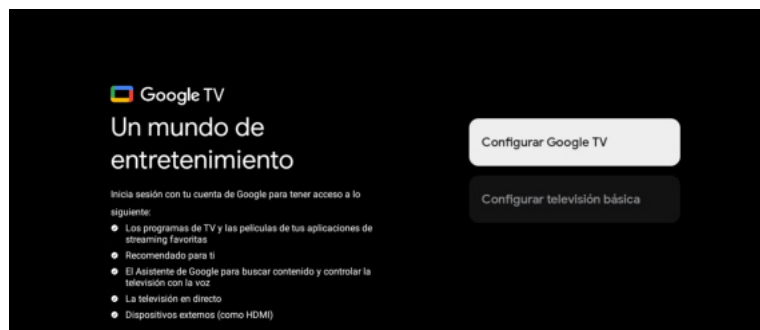 Google TV
Un mundo de
entretenimiento
Inicia sesión con tu cuenta de Google para tener acceso a lo
siguiente:
Los programas de TV y las películas de tus aplicaciones de
streaming favoritas
Recomendado para ti
El Asistente de Google para buscar contenido y controlar la
televisión con la voz
La televisión en directo
Dispositivos externos (como HDMI)
Configurar Google TV
Configurar televisión básica